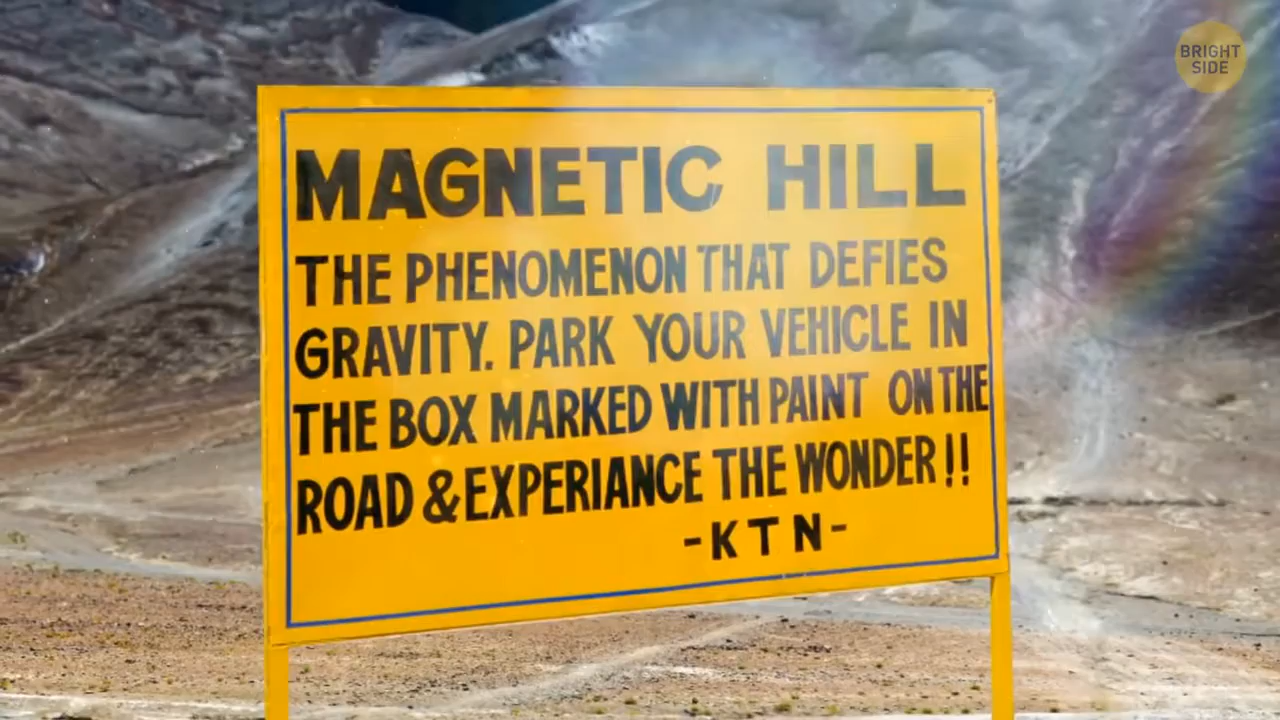 BRIGHT
SIDE
MAGNETIC HILL
THE PHENOMENON THAT DEFIES
GRAVITY. PARK YOUR VEHICLE IN
THE BOX MARKED WITH PAINT ON THE
ROAD & EXPERIANCE THE WONDER !!
-KTN-